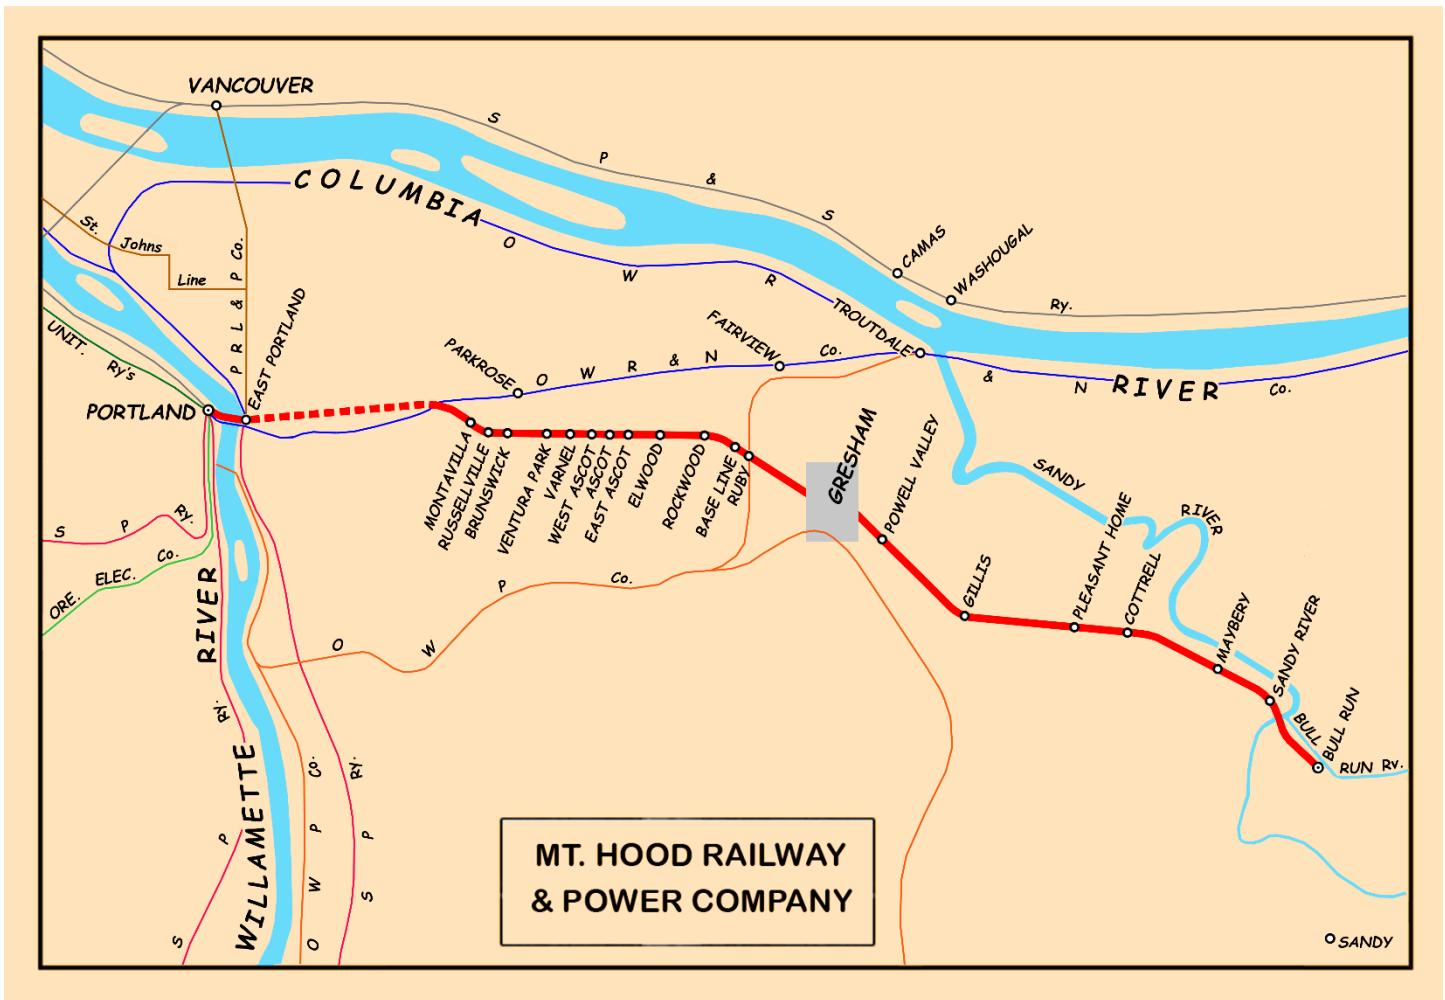 VANCOUVER
S P & S Ry.
COLUMBIA
RIVER
O W R & N Co.
St. Johns Line
P R L & P Co.
CAMAS
WASHOUGAL
TROUTDALE
FAIRVIEW
PARKROSE
O W R & N Co.
EAST PORTLAND
UNIT. Ry's
PORTLAND
MONTAVILLA
RUSSELLVILLE
BRUNSWICK
VENTURA PARK
VARNEL
WEST ASCOT
ASCOT
EAST ASCOT
ELWOOD
ROCKWOOD
BASE LINE
RUBY
GRESHAM
POWELL VALLEY
GILLIS
PLEASANT HOME
COTTRELL
MAYBERY
SANDY RIVER
BULL RUN
SANDY
RIVER
BULL
RUN Rv.
S P Ry.
ORE. ELEC. Co.
O W P Co.
WILLAMETTE
RIVER
S P Ry.
O W P Co.
S P Ry.
MT. HOOD RAILWAY
& POWER COMPANY
SANDY